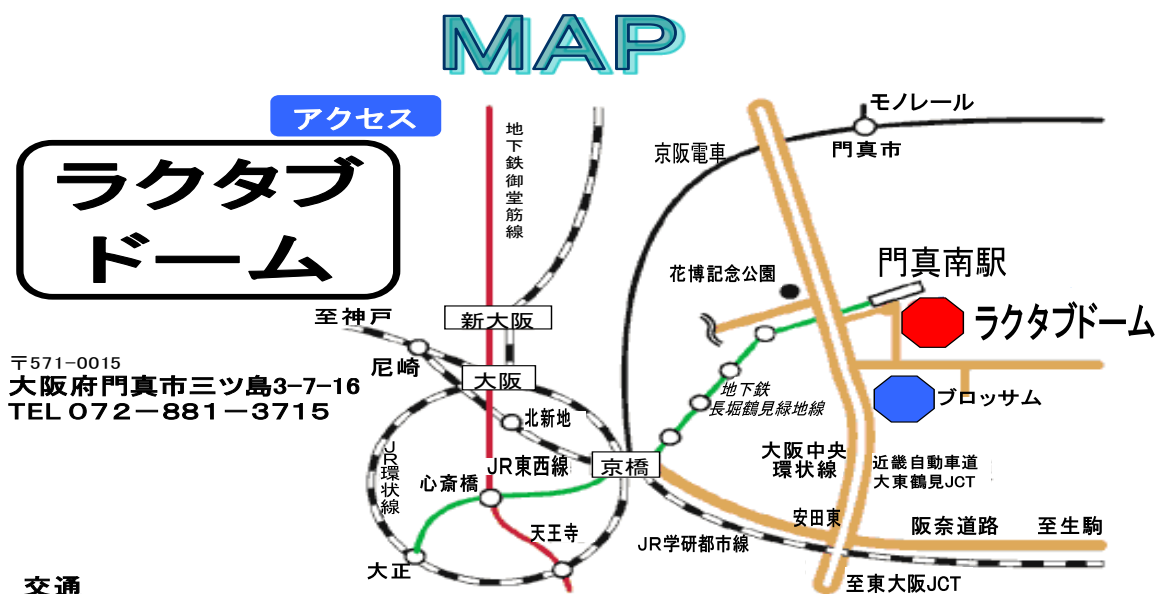 MAP
アクセス
ラクタブ
ドーム
〒571-0015
大阪府門真市三ツ島3-7-16
TEL 072－881－3715
交通
地下鉄御堂筋線
モノレール
京阪電車
門真市
花博記念公園
門真南駅
ラクタブドーム
至神戸
新大阪
尼崎
大阪
地下鉄
長堀鶴見緑地線
ブロッサム
北新地
JR環状線
心斎橋
JR東西線
京橋
大阪中央
環状線
近畿自動車道
大東鶴見JCT
安田東
阪奈道路
至生駒
天王寺
JR学研都市線
大正
至東大阪JCT